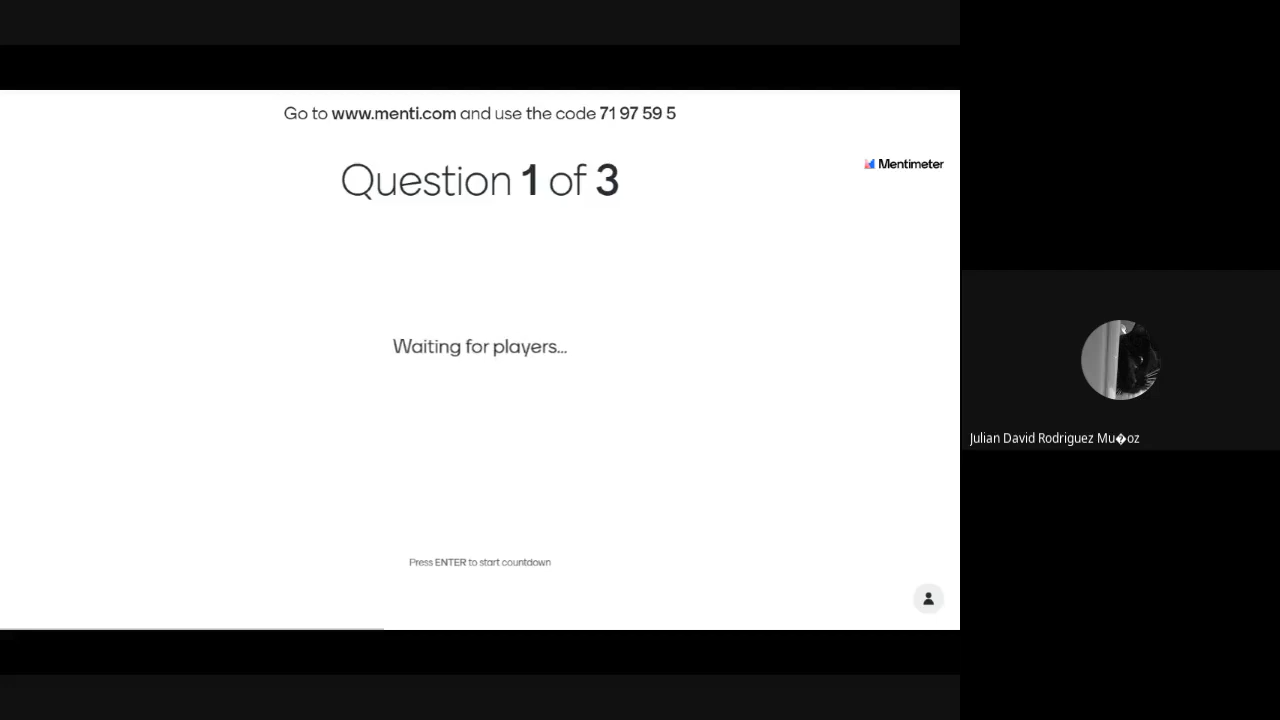 Go to www.menti.com and use the code 71 97 59 5
Mentimeter
Question 1 of 3
Waiting for players...
Julian David Rodriguez Mu�oz
Press ENTER to start countdown